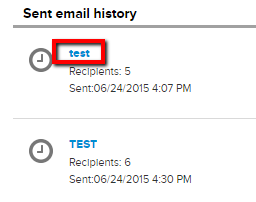 Sent email history
test
Recipients: 5
Sent:06/24/2015 4:07 PM
TEST
Recipients: 6
Sent:06/24/2015 4:30 PM